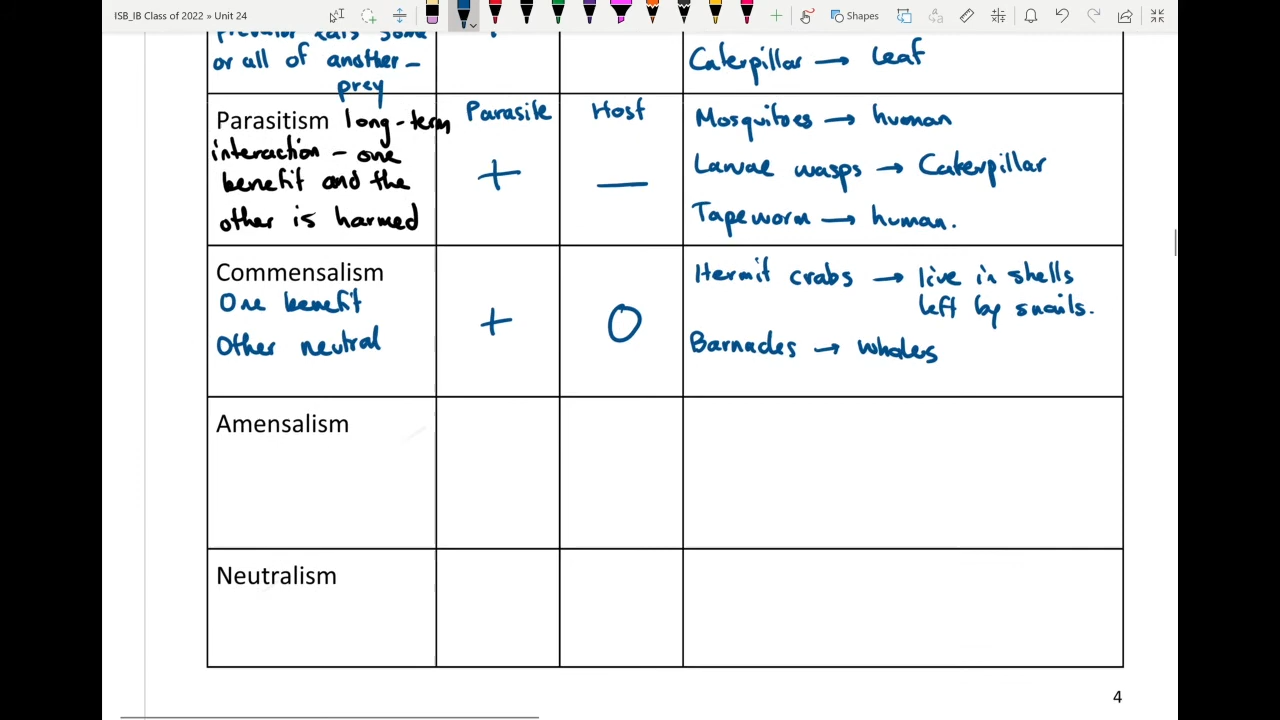 ISB_IB Class of 2022 » Unit 24
Shapes
or all of another –
prey
Caterpillar → leaf
Parasitism long-term
interaction – one
benefit and the
other is harmed
Parasite
Host
+
—
Mosquitoes → human
Larvae wasps → Caterpillar
Tapeworm → human.
Commensalism
One benefit
Other neutral
+
O
Hermit crabs → live in shells
left by snails.
Barnacles → whales
Amensalism
Neutralism
4